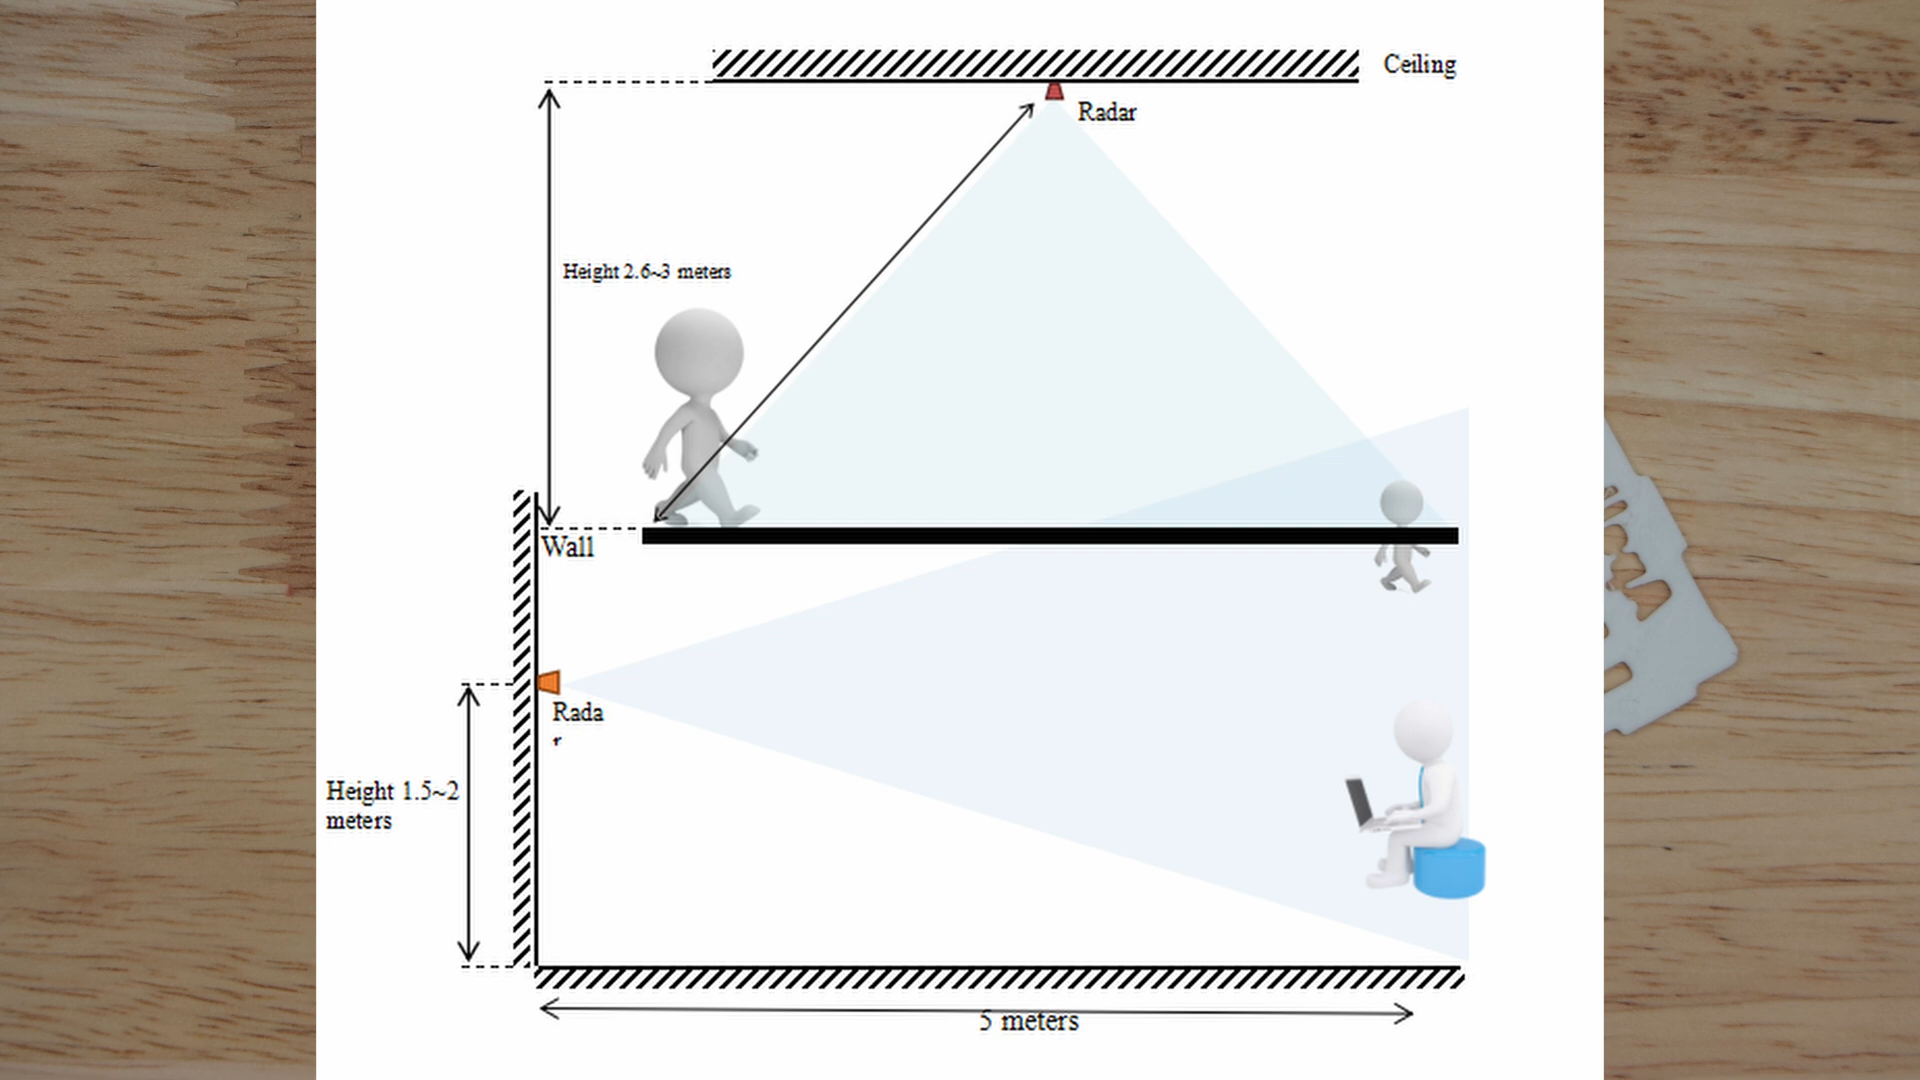 Ceiling
Radar
Height 2.6~3 meters
Wall
Rada
r
Height 1.5~2
meters
5 meters